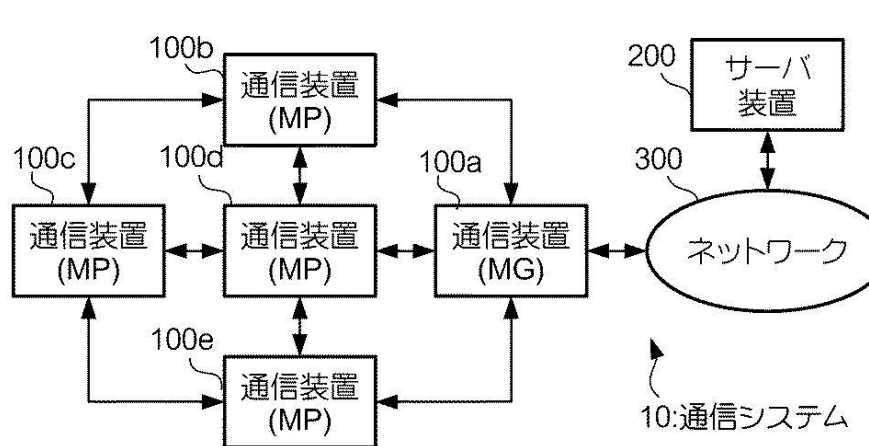 100b
通信装置
(MP)
200
サーバ
装置
100c
通信装置
(MP)
100d
通信装置
(MP)
100a
通信装置
(MG)
300
ネットワーク
100e
通信装置
(MP)
10:通信システム